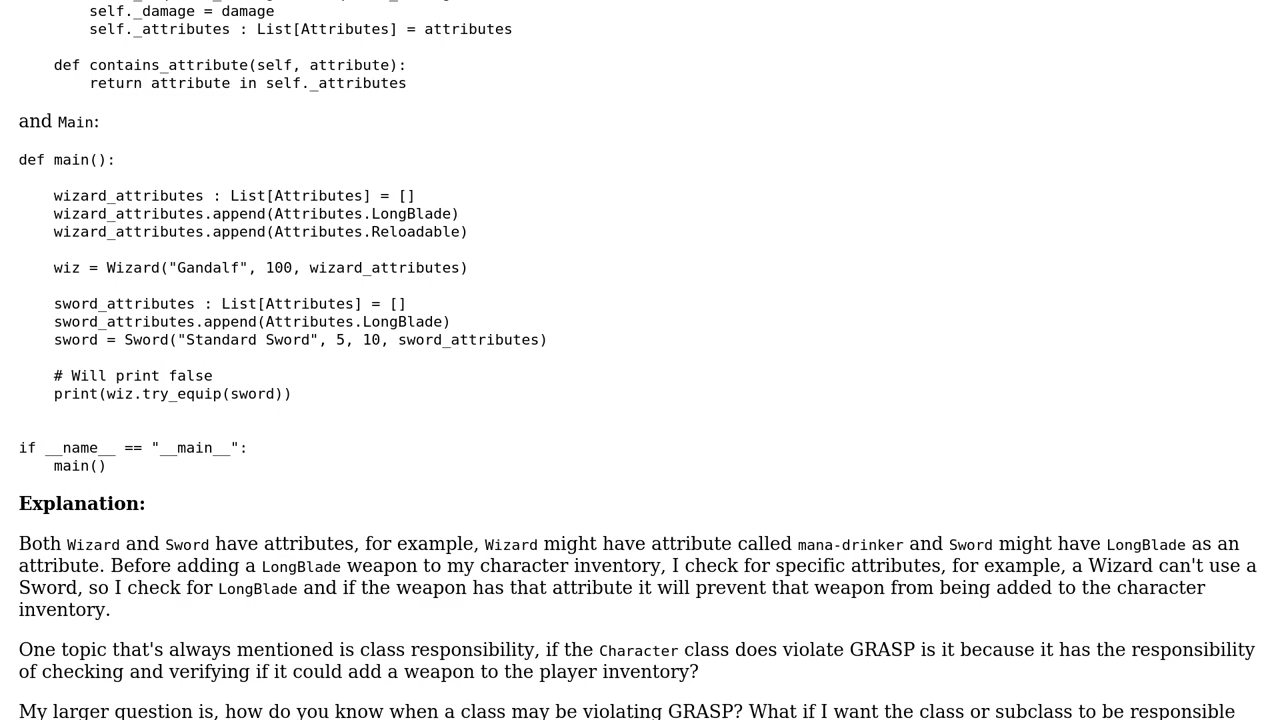 self._damage = damage
self._attributes : List[Attributes] = attributes
def contains_attribute(self, attribute):
return attribute in self._attributes
and Main:
def main():
wizard_attributes : List[Attributes] = []
wizard_attributes.append(Attributes.LongBlade)
wizard_attributes.append(Attributes.Reloadable)
wiz = Wizard("Gandalf", 100, wizard_attributes)
sword_attributes : List[Attributes] = []
sword_attributes.append(Attributes.LongBlade)
sword = Sword("Standard Sword", 5, 10, sword_attributes)
# Will print false
print(wiz.try_equip(sword))
if __name__ == "__main__":
main()
Explanation:
Both Wizard and Sword have attributes, for example, Wizard might have attribute called mana-drinker and Sword might have LongBlade as an
attribute. Before adding a LongBlade weapon to my character inventory, I check for specific attributes, for example, a Wizard can't use a
Sword, so I check for LongBlade and if the weapon has that attribute it will prevent that weapon from being added to the character
inventory.
One topic that's always mentioned is class responsibility, if the Character class does violate GRASP is it because it has the responsibility
of checking and verifying if it could add a weapon to the player inventory?
My larger question is, how do you know when a class may be violating GRASP? What if I want the class or subclass to be responsible